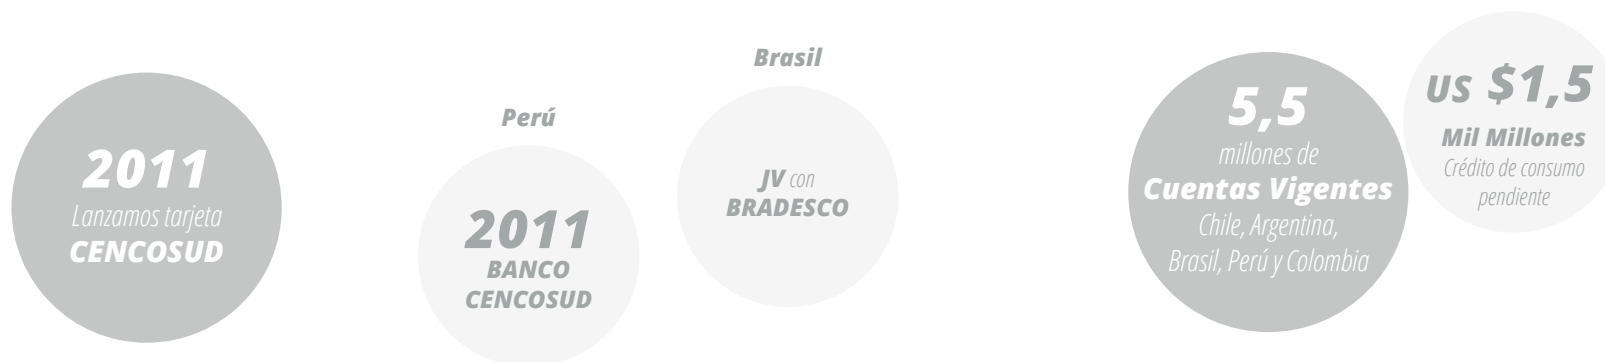 2011
Lanzamos tarjeta
CENCOSUD
Perú
2011
BANCO
CENCOSUD
Brasil
JV con
BRADESCO
5,5
millones de
Cuentas Vigentes
Chile, Argentina,
Brasil, Perú y Colombia
US $1,5
Mil Millones
Crédito de consumo
pendiente